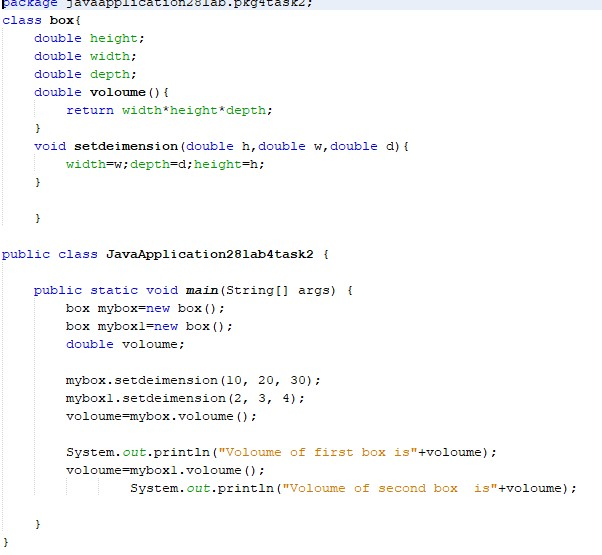 package javaapplication28lab.pkg4task2;
class box{
    double height;
    double width;
    double depth;
    double voloume(){
        return width*height*depth;
    }
    void setdeimension(double h,double w,double d){
        width=w;depth=d;height=h;
    }
    }
public class JavaApplication28lab4task2 {
    public static void main(String[] args) {
        box mybox=new box();
        box mybox1=new box();
        double voloume;
        mybox.setdeimension(10, 20, 30);
        mybox1.setdeimension(2, 3, 4);
        voloume=mybox.voloume();
        System.out.println("Voloume of first box is"+voloume);
        voloume=mybox1.voloume();
                System.out.println("Voloume of second box  is"+voloume);
    }
}